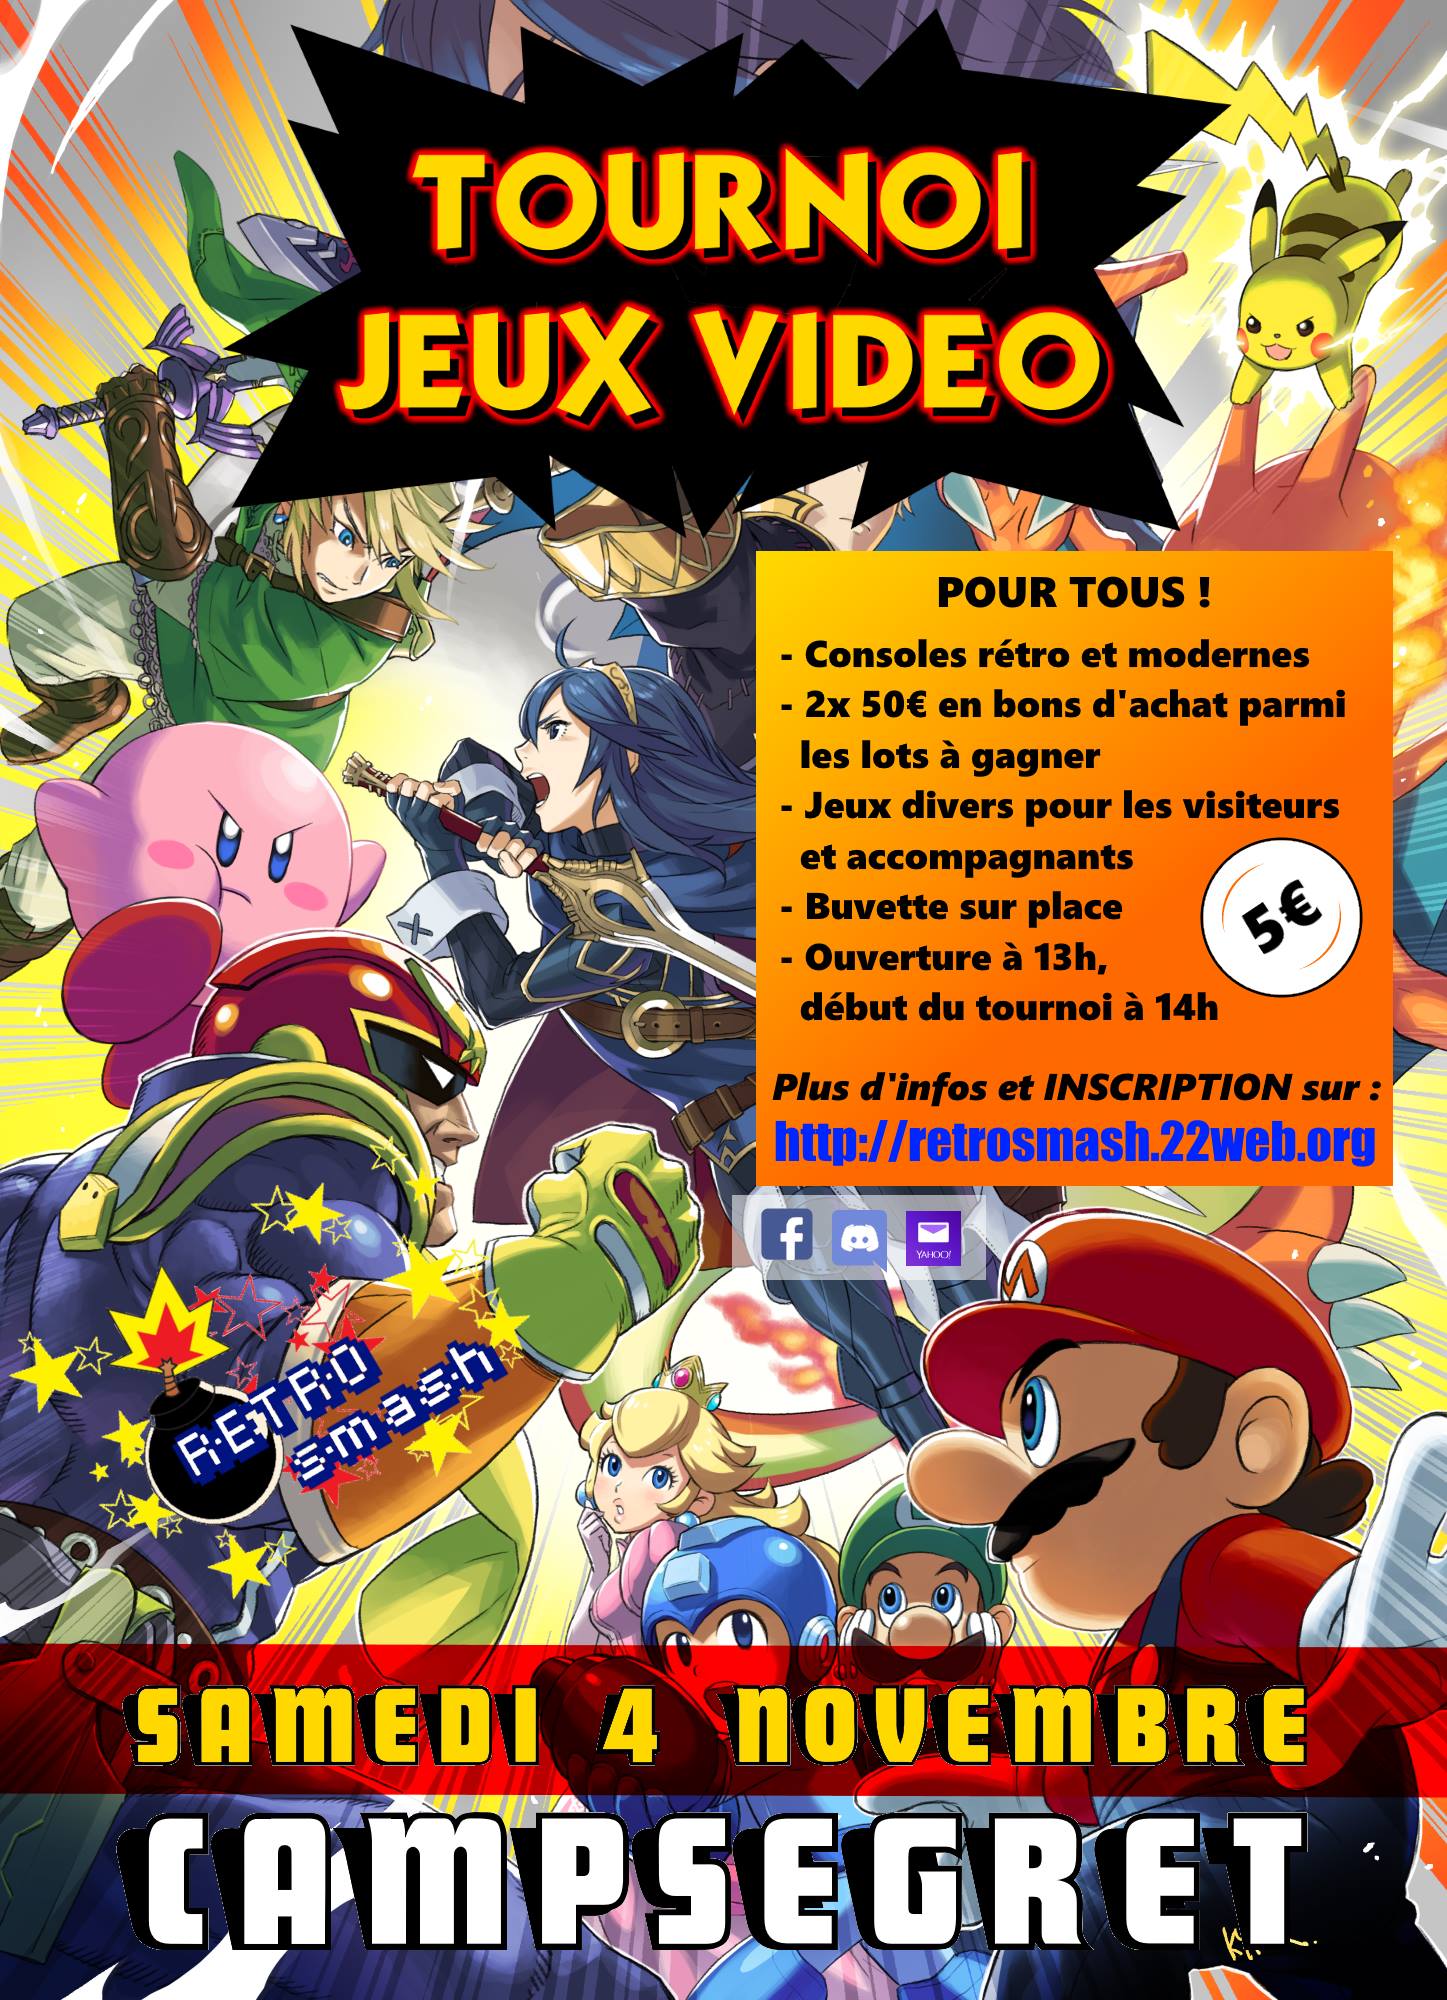 TOURNOI
JEUX VIDEO
POUR TOUS !
- Consoles rétro et modernes
- 2x 50€ en bons d'achat parmi
les lots à gagner
- Jeux divers pour les visiteurs
et accompagnants
- Buvette sur place
- Ouverture à 13h,
début du tournoi à 14h
5€
Plus d'infos et INSCRIPTION sur :
http://retrosmash.22web.org
YAHOO!
M
RETRO
smash
SAMEDI 4 NOVEMBRE
CAMPSEGRET